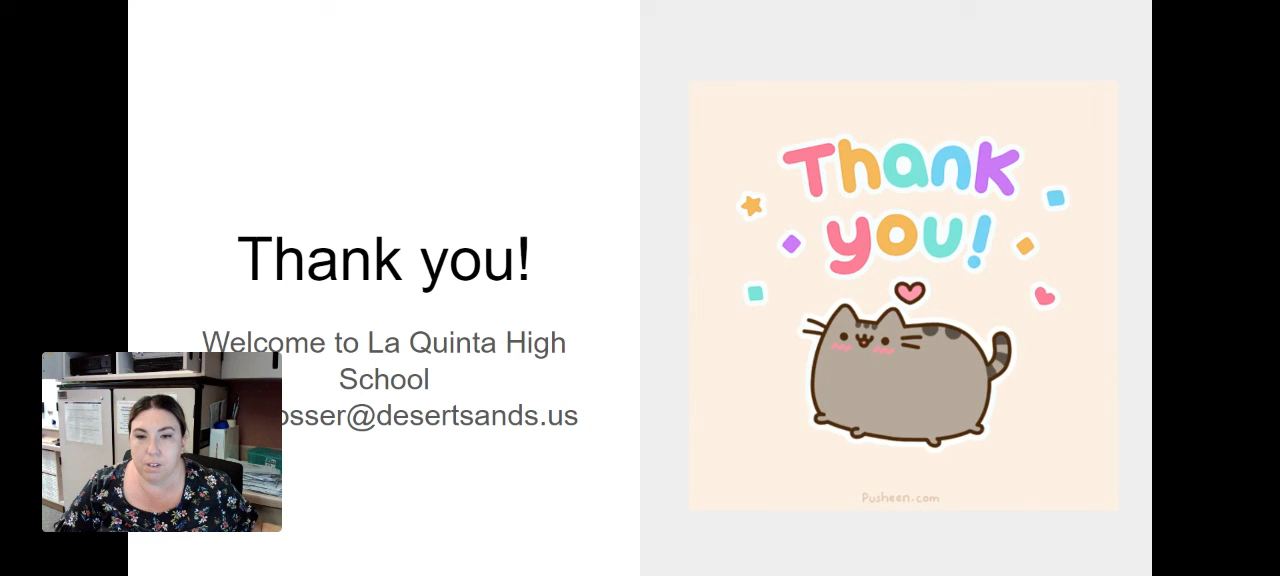 Thank you!
Welcome to La Quinta High
School
osser@desertsands.us
Thank
you!
Pusheen.com